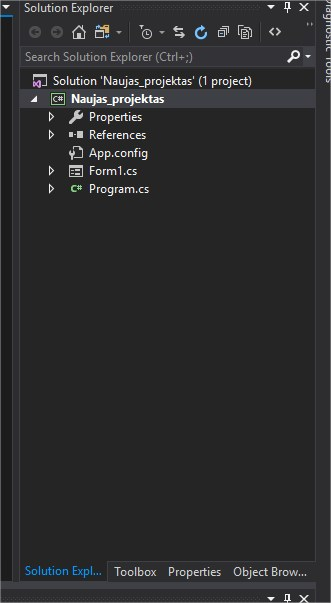 Solution Explorer
Search Solution Explorer (Ctrl+;)
Solution 'Naujas_projektas' (1 project)
C# Naujas_projektas
Properties
References
App.config
Form1.cs
C# Program.cs
Solution Expl... Toolbox Properties Object Brow...
Diagnostic Tools